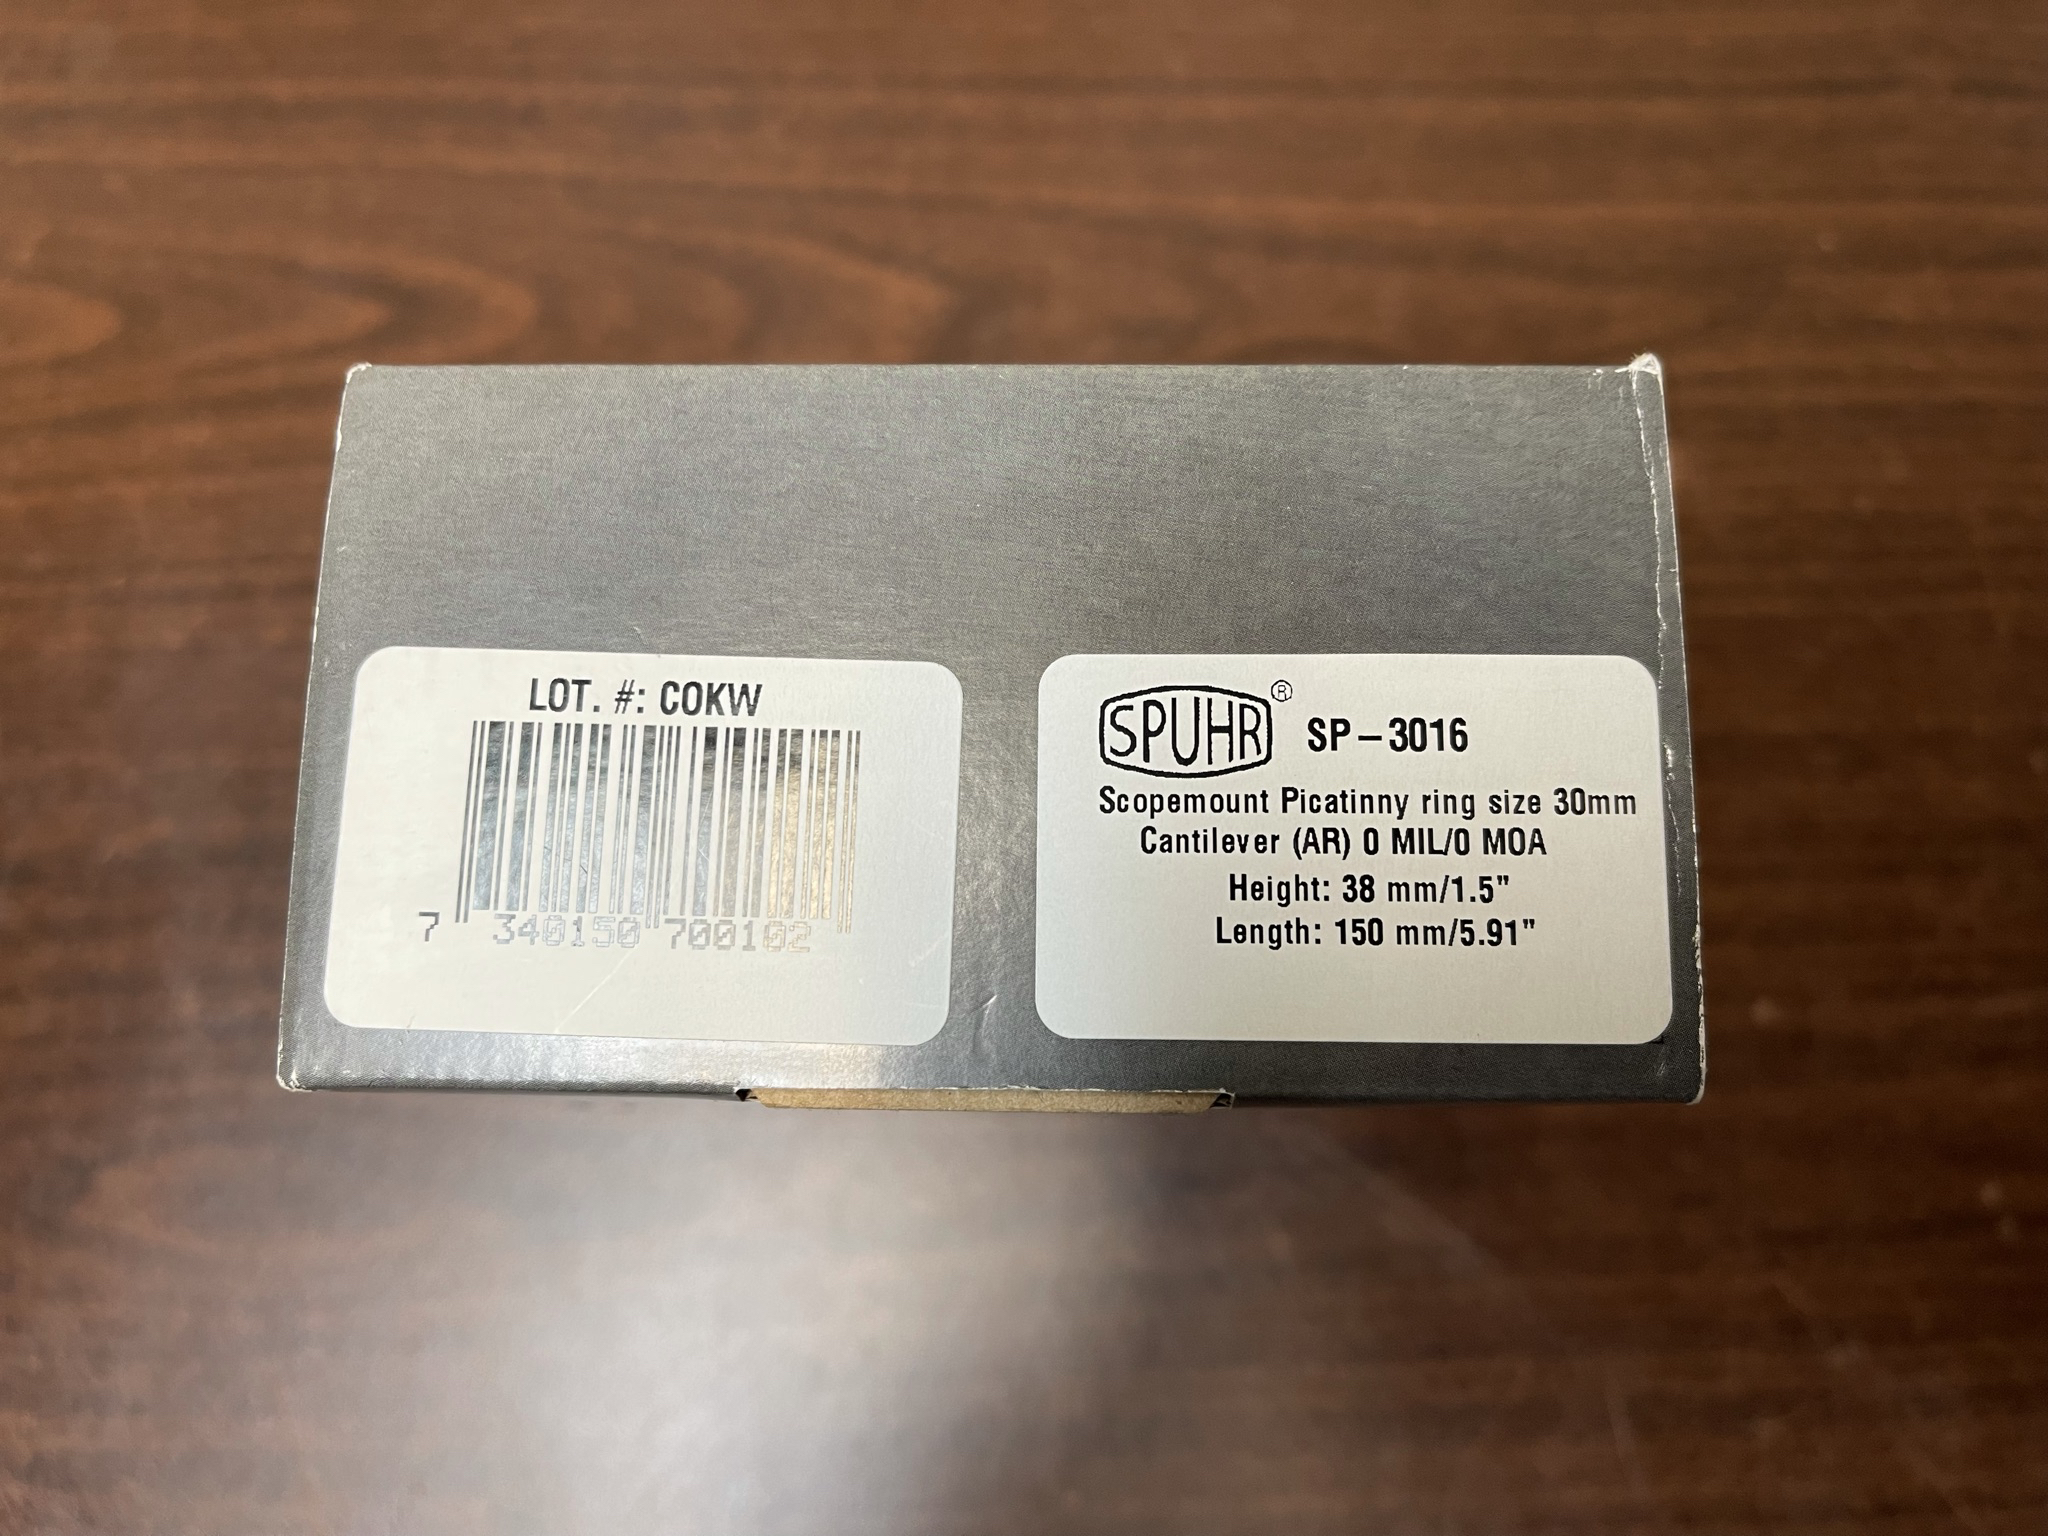 LOT. #: COKW
7 340150 700102
SPUHR® SP-3016
Scopemount Picatinny ring size 30mm
Cantilever (AR) 0 MIL/0 MOA
Height: 38 mm/1.5"
Length: 150 mm/5.91"